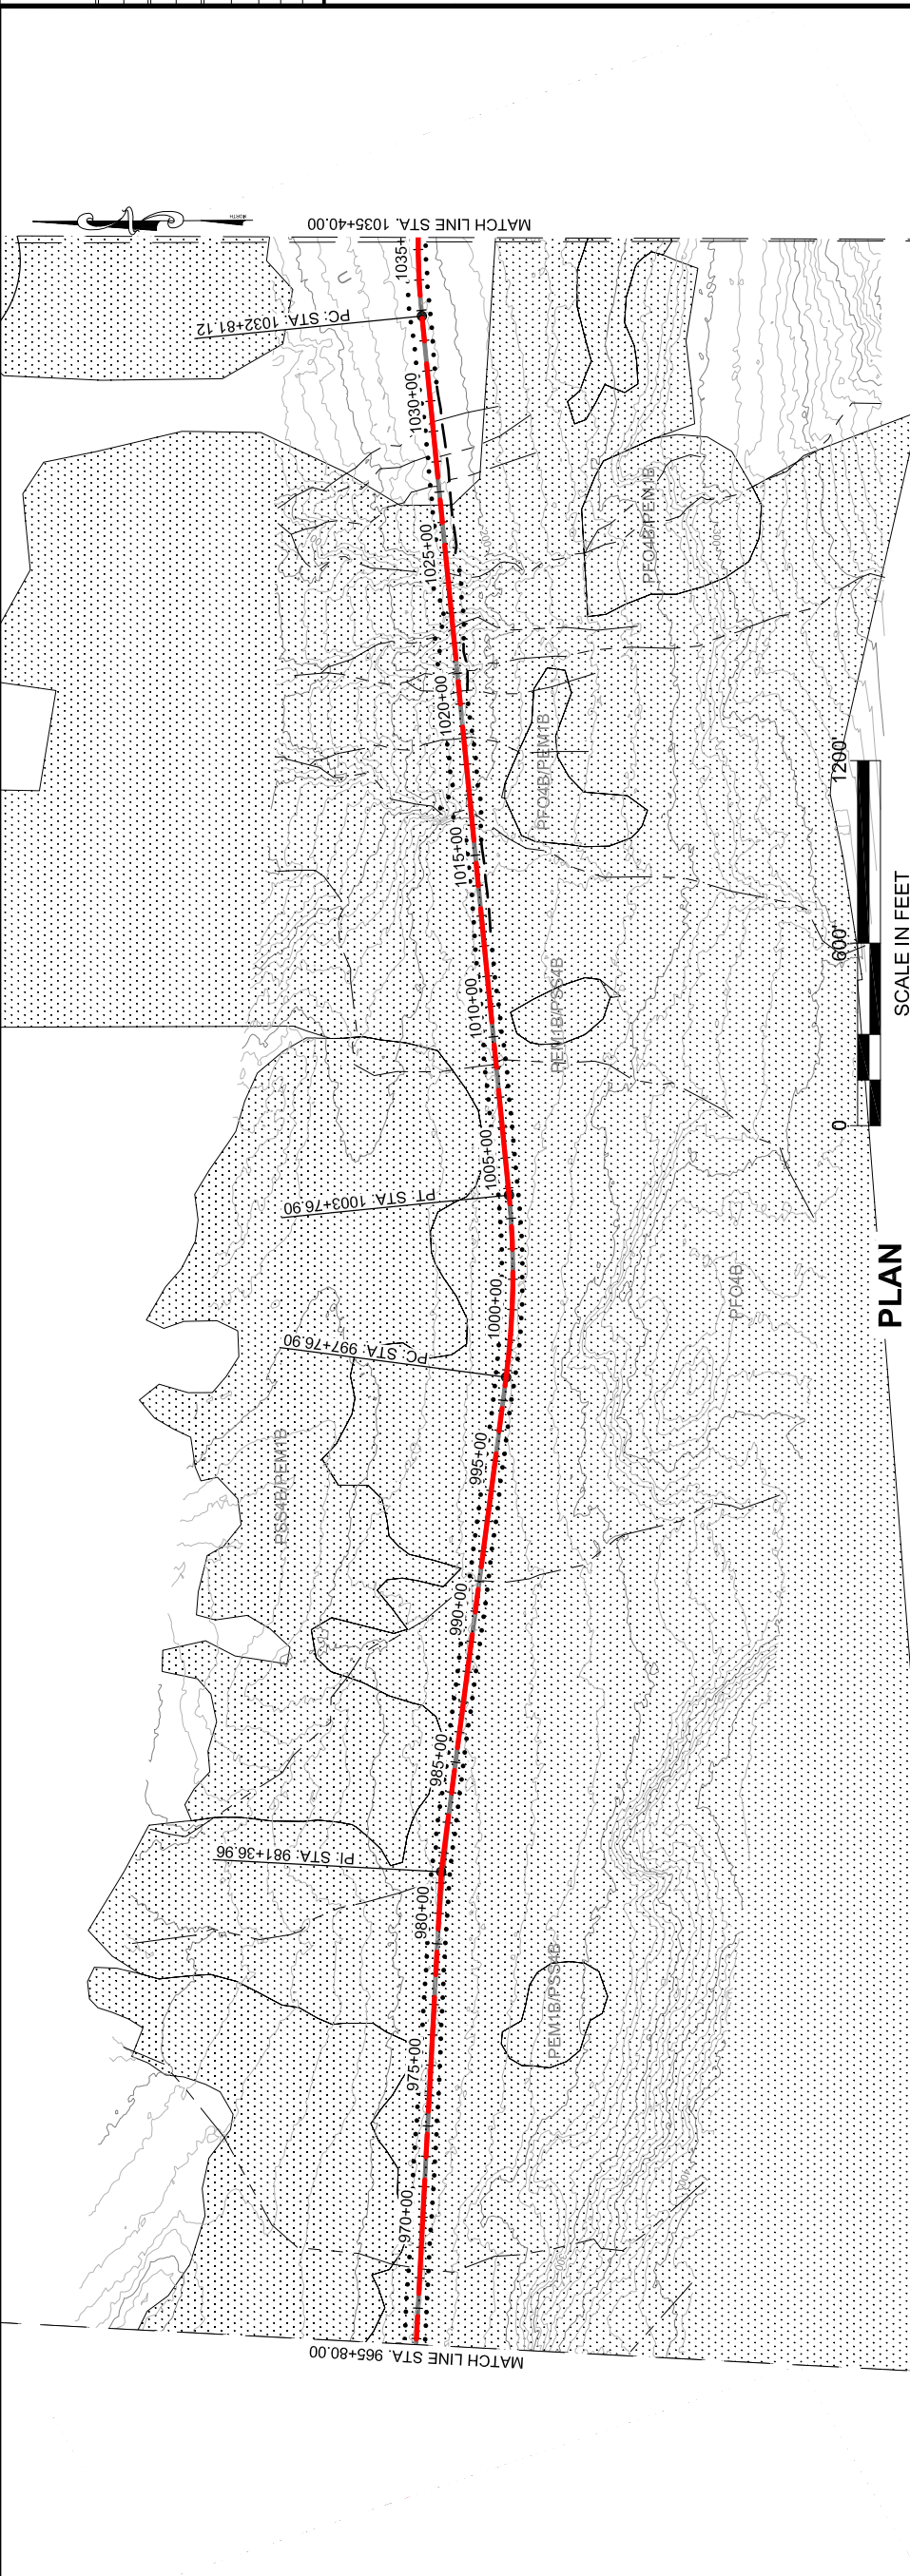 MATCH LINE STA. 965+80.00
970+00
975+00
980+00
PI. STA: 981+36.96
985+00
990+00
995+00
PC. STA: 997+76.90
1000+00
PT. STA: 1003+76.90
1005+00
1010+00
1015+00
1020+00
1025+00
1030+00
PC. STA: 1032+81.12
1035+
MATCH LINE STA. 1035+40.00
NORTH
PSS4B/PEM1B
PEM1B/PSS4B
PEM1B/PSS4B
PFO4B/PEM1B
PFO4B/PEM1B
PFO4B
U
0
600'
1200'
SCALE IN FEET
PLAN